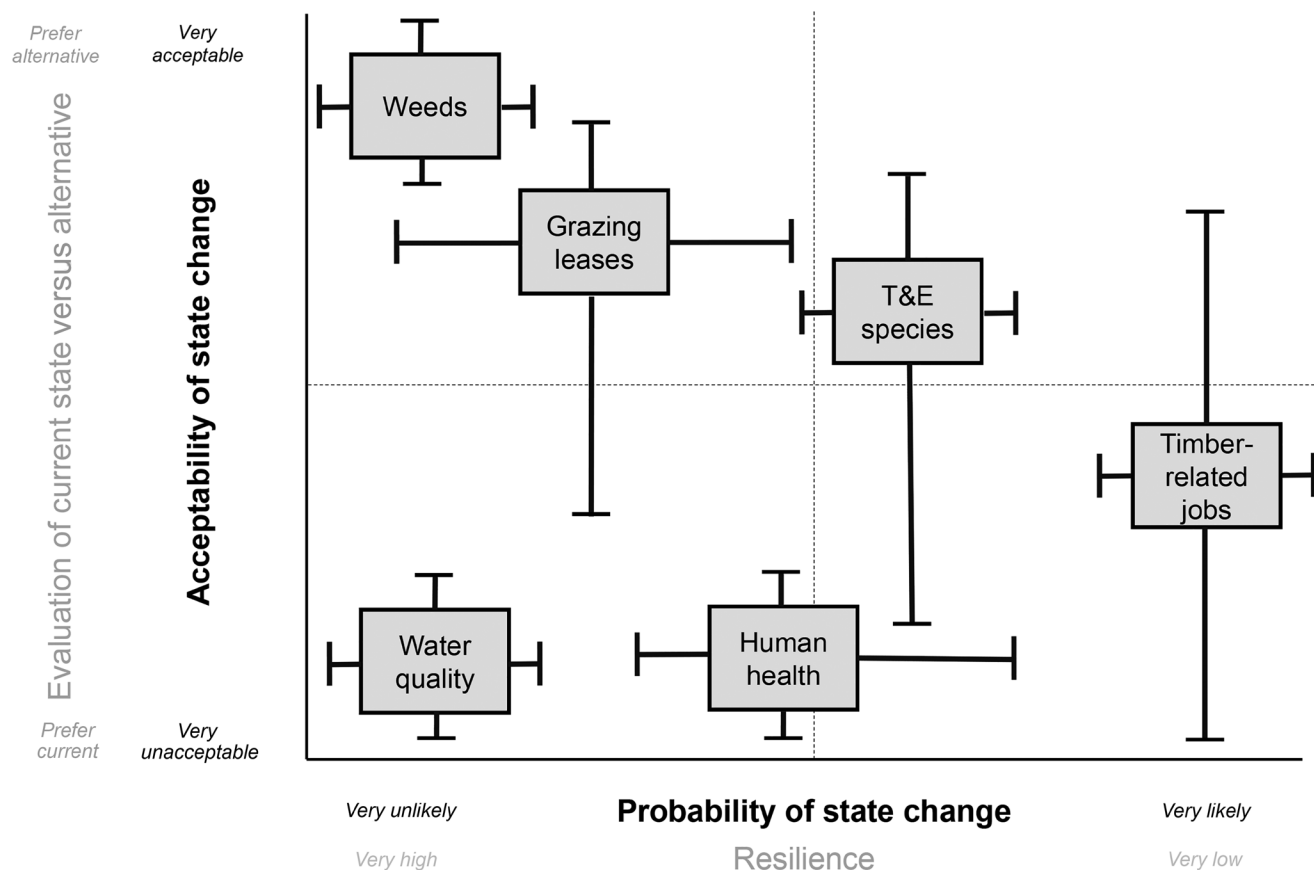 Prefer
alternative
Very
acceptable
Evaluation of current state versus alternative
Acceptability of state change
Weeds
Grazing
leases
T&E
species
Timber-
related
jobs
Water
quality
Human
health
Prefer
current
Very
unacceptable
Very unlikely
Probability of state change
Very likely
Very high
Resilience
Very low